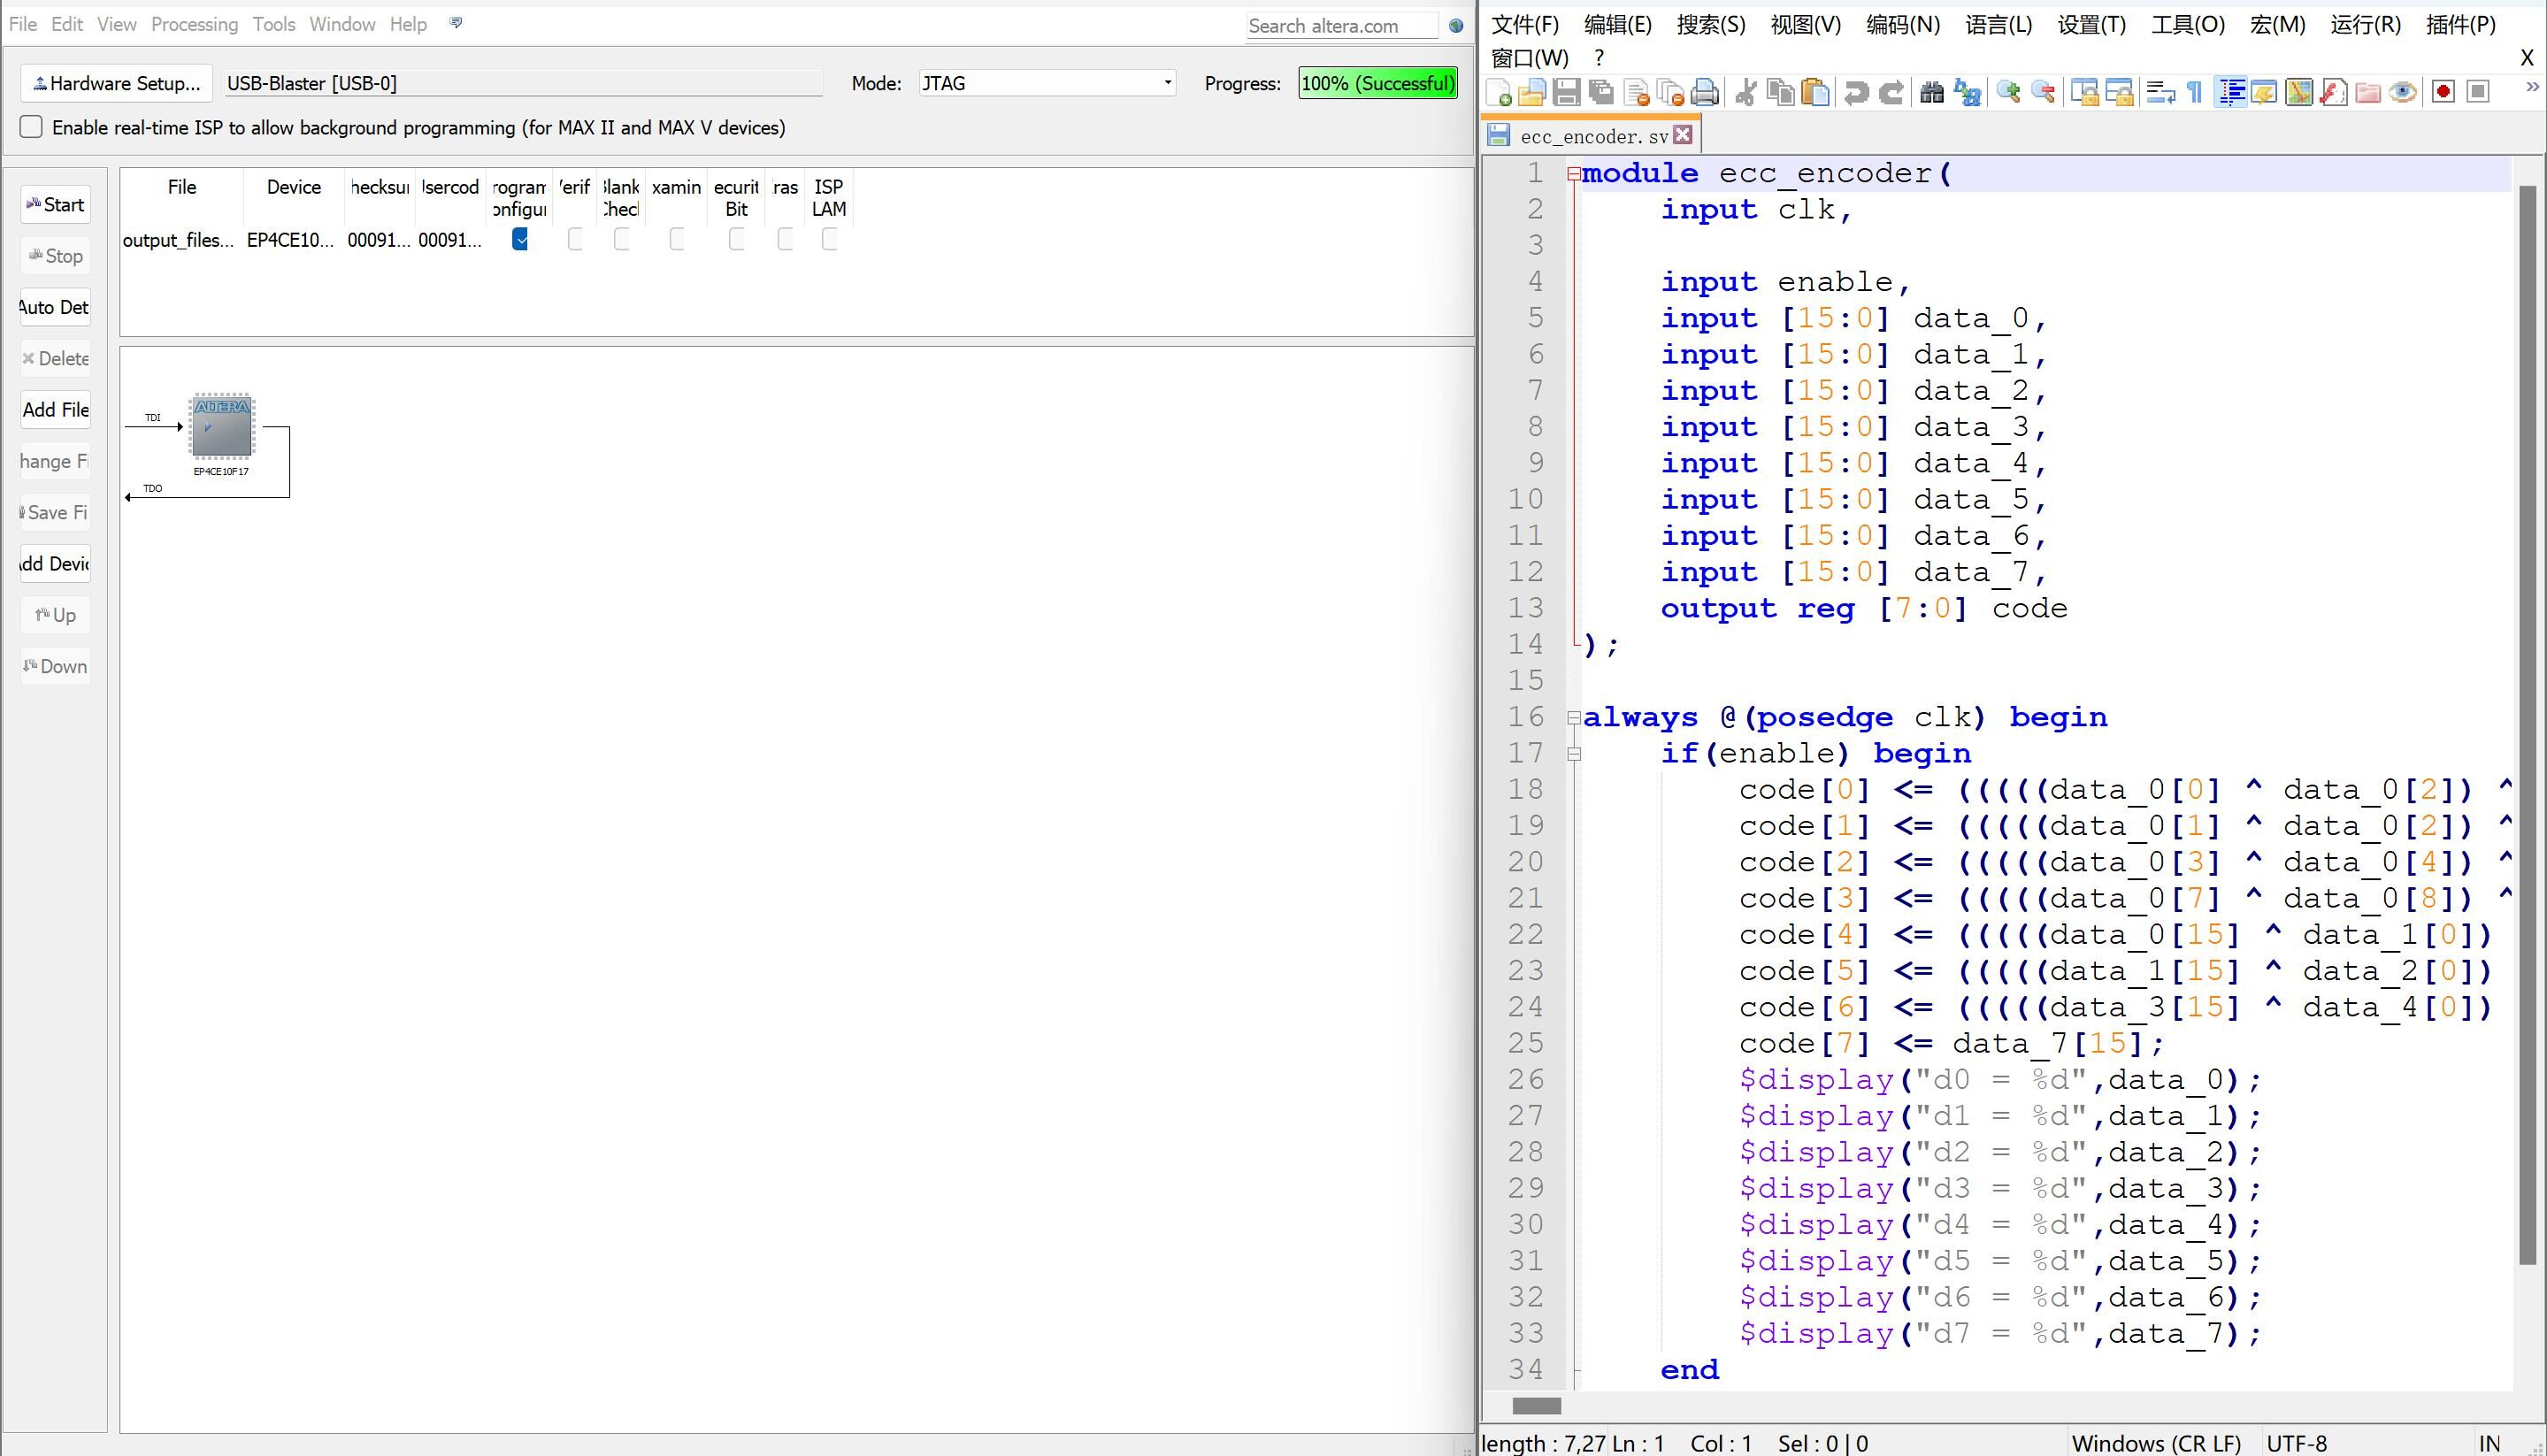 File Edit View Processing Tools Window Help
Search altera.com
Hardware Setup... USB-Blaster [USB-0] Mode: JTAG Progress: 100% (Successful)
Enable real-time ISP to allow background programming (for MAX II and MAX V devices)
Start
Stop
Auto Det
Delete
Add File
hange Fi
Save Fi
dd Devic
Up
Down
File Device hecksur Isercod rogram onfigur Verif Blank Check xamin ecurit Bit ras ISP LAM
output_files... EP4CE10... 00091... 00091...
TDI
ALTERA
EP4CE10F17
TDO
文件(F) 编辑(E) 搜索(S) 视图(V) 编码(N) 语言(L) 设置(T) 工具(O) 宏(M) 运行(R) 插件(P)
窗口(W) ? X
ecc_encoder.sv
1 module ecc_encoder(
2 input clk,
3
4 input enable,
5 input [15:0] data_0,
6 input [15:0] data_1,
7 input [15:0] data_2,
8 input [15:0] data_3,
9 input [15:0] data_4,
10 input [15:0] data_5,
11 input [15:0] data_6,
12 input [15:0] data_7,
13 output reg [7:0] code
14 );
15
16 always @(posedge clk) begin
17 if(enable) begin
18 code[0] <= (((((data_0[0] ^ data_0[2]) ^
19 code[1] <= (((((data_0[1] ^ data_0[2]) ^
20 code[2] <= (((((data_0[3] ^ data_0[4]) ^
21 code[3] <= (((((data_0[7] ^ data_0[8]) ^
22 code[4] <= (((((data_0[15] ^ data_1[0])
23 code[5] <= (((((data_1[15] ^ data_2[0])
24 code[6] <= (((((data_3[15] ^ data_4[0])
25 code[7] <= data_7[15];
26 $display("d0 = %d",data_0);
27 $display("d1 = %d",data_1);
28 $display("d2 = %d",data_2);
29 $display("d3 = %d",data_3);
30 $display("d4 = %d",data_4);
31 $display("d5 = %d",data_5);
32 $display("d6 = %d",data_6);
33 $display("d7 = %d",data_7);
34 end
length : 7,27 Ln : 1 Col : 1 Sel : 0 | 0 Windows (CR LF) UTF-8 IN